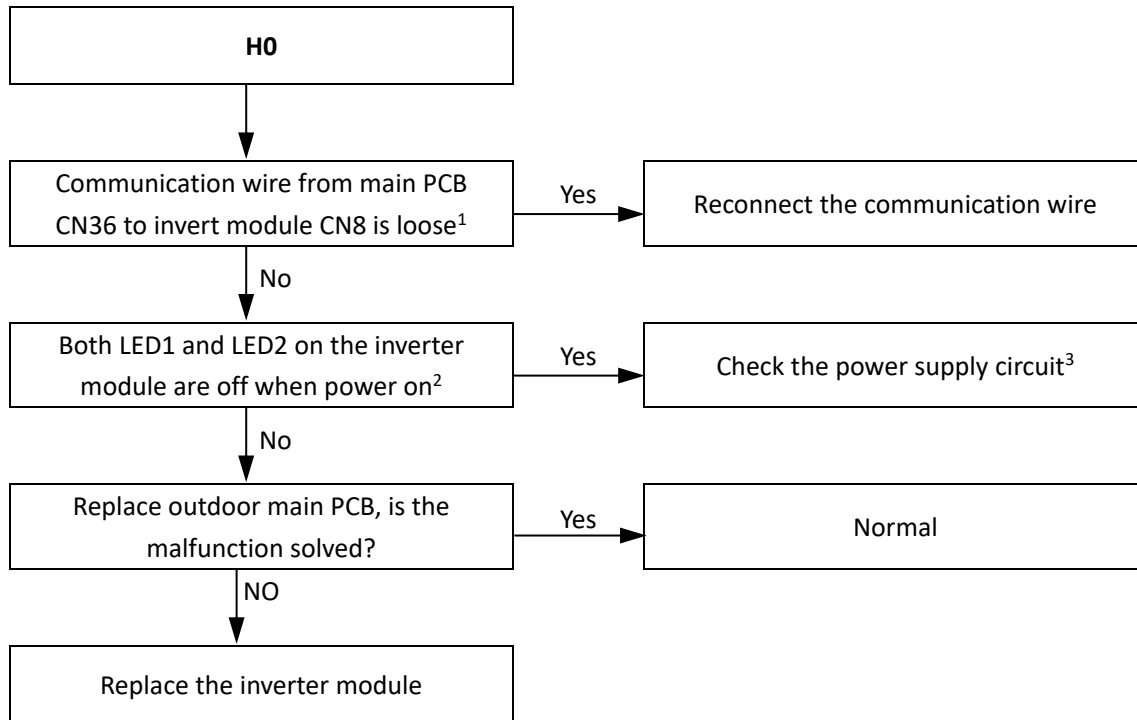 H0
Communication wire from main PCB
CN36 to invert module CN8 is loose¹
Yes
Reconnect the communication wire
No
Both LED1 and LED2 on the inverter
module are off when power on²
Yes
Check the power supply circuit³
No
Replace outdoor main PCB, is the
malfunction solved?
Yes
Normal
NO
Replace the inverter module